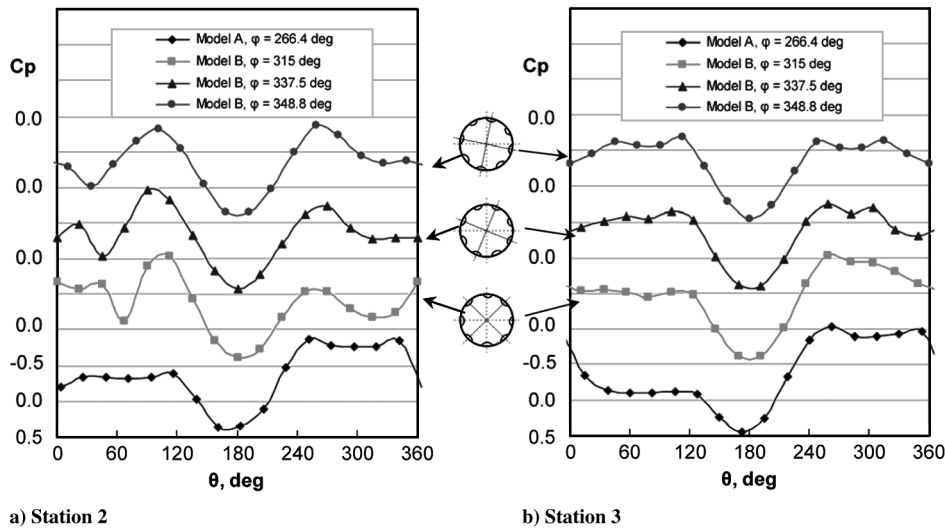 Cp
Model A, φ = 266.4 deg
Model B, φ = 315 deg
Model B, φ = 337.5 deg
Model B, φ = 348.8 deg
0.0
0.0
0.0
0.0
-0.5
0.0
0.5
0 60 120 180 240 300 360
θ, deg
a) Station 2
Cp
Model A, φ = 266.4 deg
Model B, φ = 315 deg
Model B, φ = 337.5 deg
Model B, φ = 348.8 deg
0.0
0.0
0.0
0.0
-0.5
0.0
0.5
0 60 120 180 240 300 360
θ, deg
b) Station 3